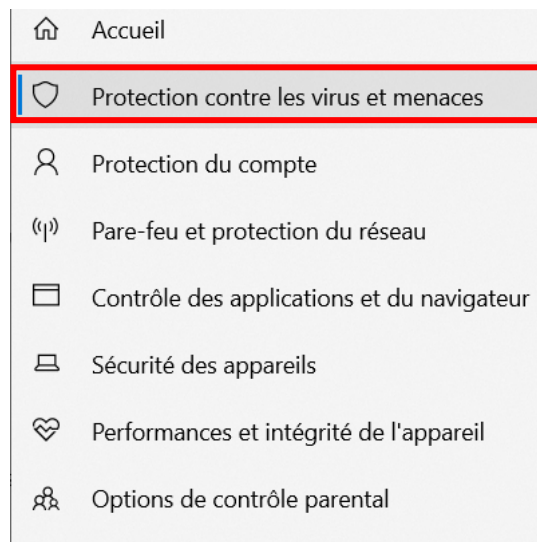 Accueil
Protection contre les virus et menaces
Protection du compte
Pare-feu et protection du réseau
Contrôle des applications et du navigateur
Sécurité des appareils
Performances et intégrité de l'appareil
Options de contrôle parental